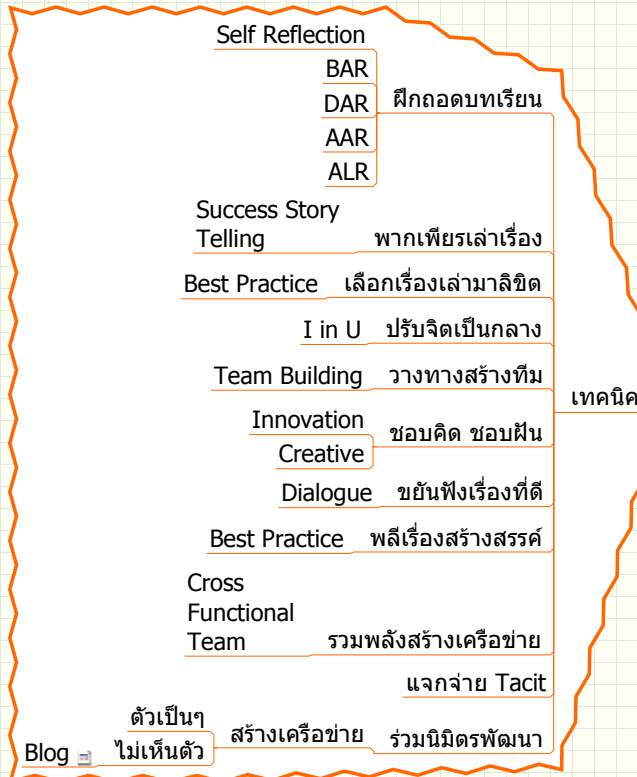 Self Reflection
BAR
DAR
AAR
ALR
ฝึกถอดบทเรียน
Success Story
Telling
พากเพียรเล่าเรื่อง
Best Practice
เลือกเรื่องเล่ามาลิขิต
I in U
ปรับจิตเป็นกลาง
Team Building
วางทางสร้างทีม
Innovation
Creative
ชอบคิด ชอบฝัน
Dialogue
ขยันฟังเรื่องที่ดี
Best Practice
พลีเรื่องสร้างสรรค์
Cross
Functional
Team
รวมพลังสร้างเครือข่าย
แจกจ่าย Tacit
ตัวเป็นๆ
Blog
ไม่เห็นตัว
สร้างเครือข่าย
ร่วมนิมิตรพัฒนา
เทคนิค